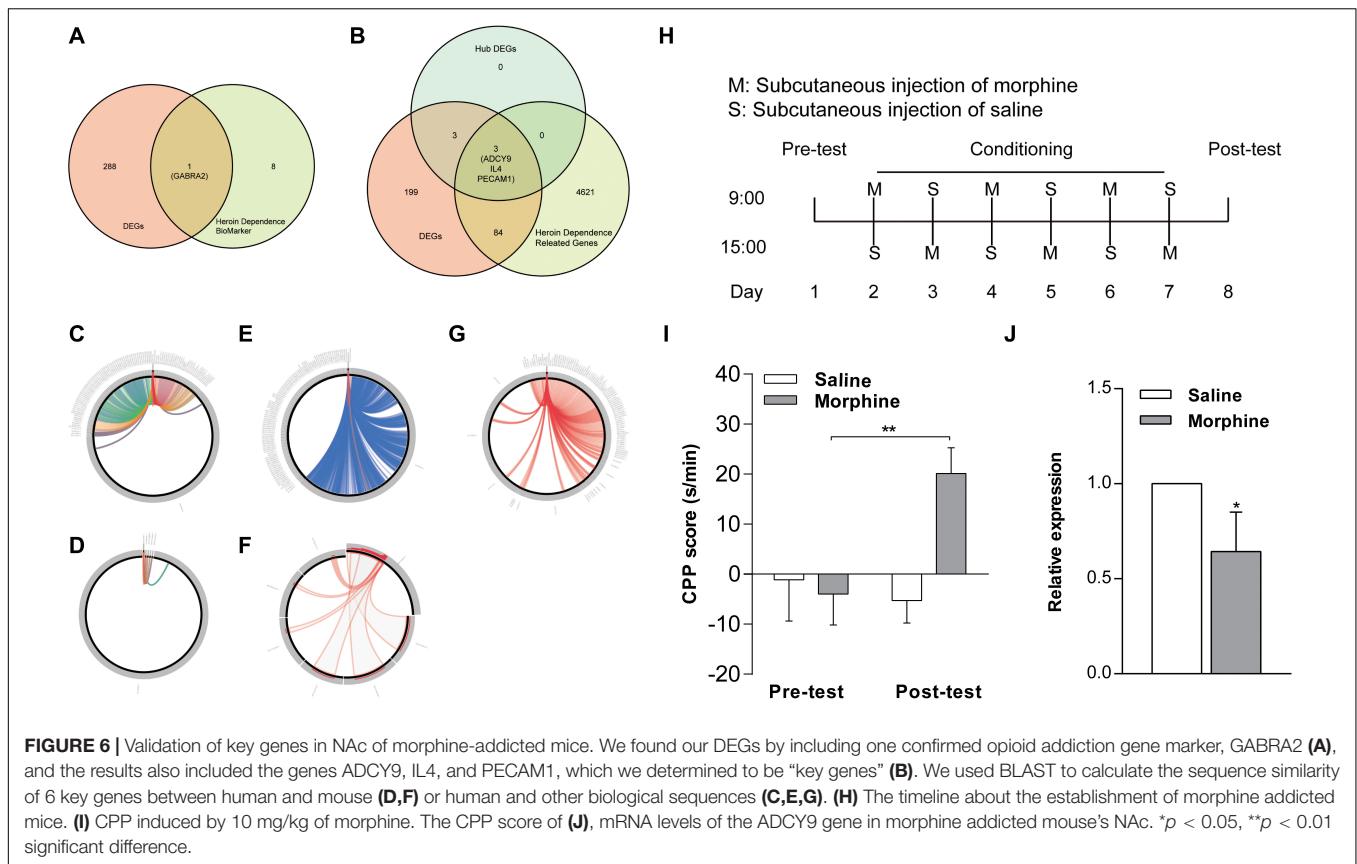 A
288
1
(GABRA2)
8
DEGs
Heroin Dependence
BioMarker
B
Hub DEGs
0
3
0
3
(ADCY9
IL4
PECAM1)
199
4621
84
DEGs
Heroin Dependence
Releated Genes
H
M: Subcutaneous injection of morphine
S: Subcutaneous injection of saline
Pre-test Conditioning Post-test
9:00 M S M S M S
15:00 S M S M S M
Day 1 2 3 4 5 6 7 8
C
E
G
D
F
I
CPP score (s/min)
40
30
20
10
0
-10
-20
Saline
Morphine
**
Pre-test Post-test
J
Relative expression
1.5
1.0
0.5
0.0
Saline
Morphine
*
FIGURE 6 | Validation of key genes in NAc of morphine-addicted mice. We found our DEGs by including one confirmed opioid addiction gene marker, GABRA2 (A),
and the results also included the genes ADCY9, IL4, and PECAM1, which we determined to be “key genes” (B). We used BLAST to calculate the sequence similarity
of 6 key genes between human and mouse (D,F) or human and other biological sequences (C,E,G). (H) The timeline about the establishment of morphine addicted
mice. (I) CPP induced by 10 mg/kg of morphine. The CPP score of (J), mRNA levels of the ADCY9 gene in morphine addicted mouse’s NAc. *p < 0.05, **p < 0.01
significant difference.